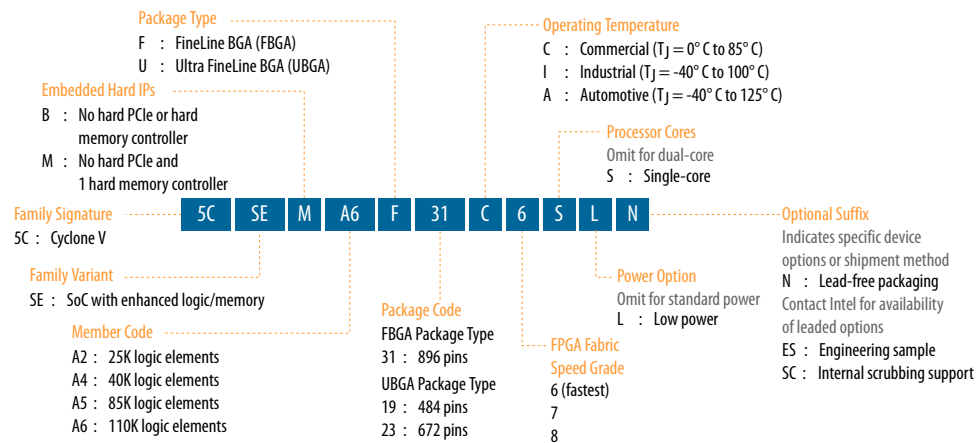 Package Type
F : FineLine BGA (FBGA)
U : Ultra FineLine BGA (UBGA)
Embedded Hard IPs
B : No hard PCIe or hard
memory controller
M : No hard PCIe and
1 hard memory controller
Operating Temperature
C : Commercial (TJ = 0° C to 85° C)
I : Industrial (TJ = -40° C to 100° C)
A : Automotive (TJ = -40° C to 125° C)
Processor Cores
Omit for dual-core
S : Single-core
5C SE M A6 F 31 C 6 S L N
Family Signature
5C : Cyclone V
Family Variant
SE : SoC with enhanced logic/memory
Member Code
A2 : 25K logic elements
A4 : 40K logic elements
A5 : 85K logic elements
A6 : 110K logic elements
Package Code
FBGA Package Type
31 : 896 pins
UBGA Package Type
19 : 484 pins
23 : 672 pins
FPGA Fabric
Speed Grade
6 (fastest)
7
8
Power Option
Omit for standard power
L : Low power
Optional Suffix
Indicates specific device
options or shipment method
N : Lead-free packaging
Contact Intel for availability
of leaded options
ES : Engineering sample
SC : Internal scrubbing support